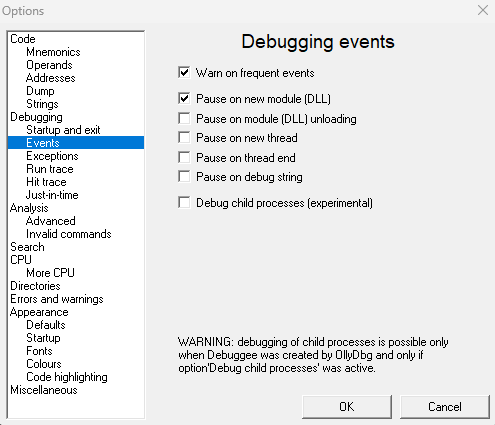 Options
Code
Mnemonics
Operands
Addresses
Dump
Strings
Debugging
Startup and exit
Events
Exceptions
Run trace
Hit trace
Just-in-time
Analysis
Advanced
Invalid commands
Search
CPU
More CPU
Directories
Errors and warnings
Appearance
Defaults
Startup
Fonts
Colours
Code highlighting
Miscellaneous
Debugging events
Warn on frequent events
Pause on new module (DLL)
Pause on module (DLL) unloading
Pause on new thread
Pause on thread end
Pause on debug string
Debug child processes (experimental)
WARNING: debugging of child processes is possible only
when Debuggee was created by OllyDbg and only if
option'Debug child processes' was active.
OK
Cancel